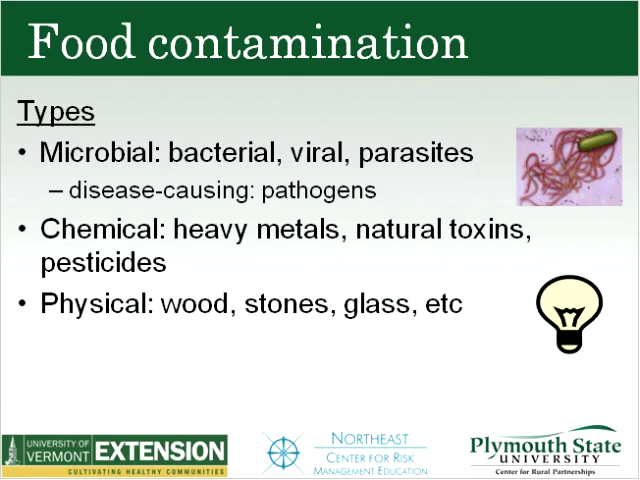 Food contamination
Types
• Microbial: bacterial, viral, parasites
– disease-causing: pathogens
• Chemical: heavy metals, natural toxins,
pesticides
• Physical: wood, stones, glass, etc
UNIVERSITY OF
VERMONT EXTENSION
CULTIVATING HEALTHY COMMUNITIES
NORTHEAST
CENTER FOR RISK
MANAGEMENT EDUCATION
Plymouth State
UNIVERSITY
Center for Rural Partnerships